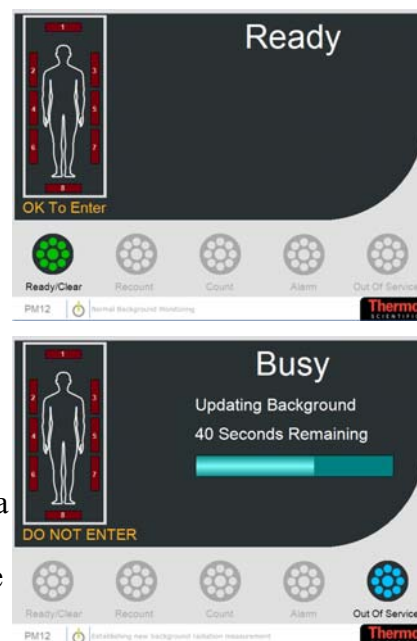 Ready
1
2
3
4
5
6
7
8
OK To Enter
Ready/Clear Recount Count Alarm Out Of Service
PM12 Normal Background Monitoring Thermo
SCIENTIFIC
Busy
Updating Background
40 Seconds Remaining
1
2
3
4
5
6
7
8
DO NOT ENTER
a
e
Ready/Clear Recount Count Alarm Out Of Service
PM12 Establishing new background radiation measurement Thermo